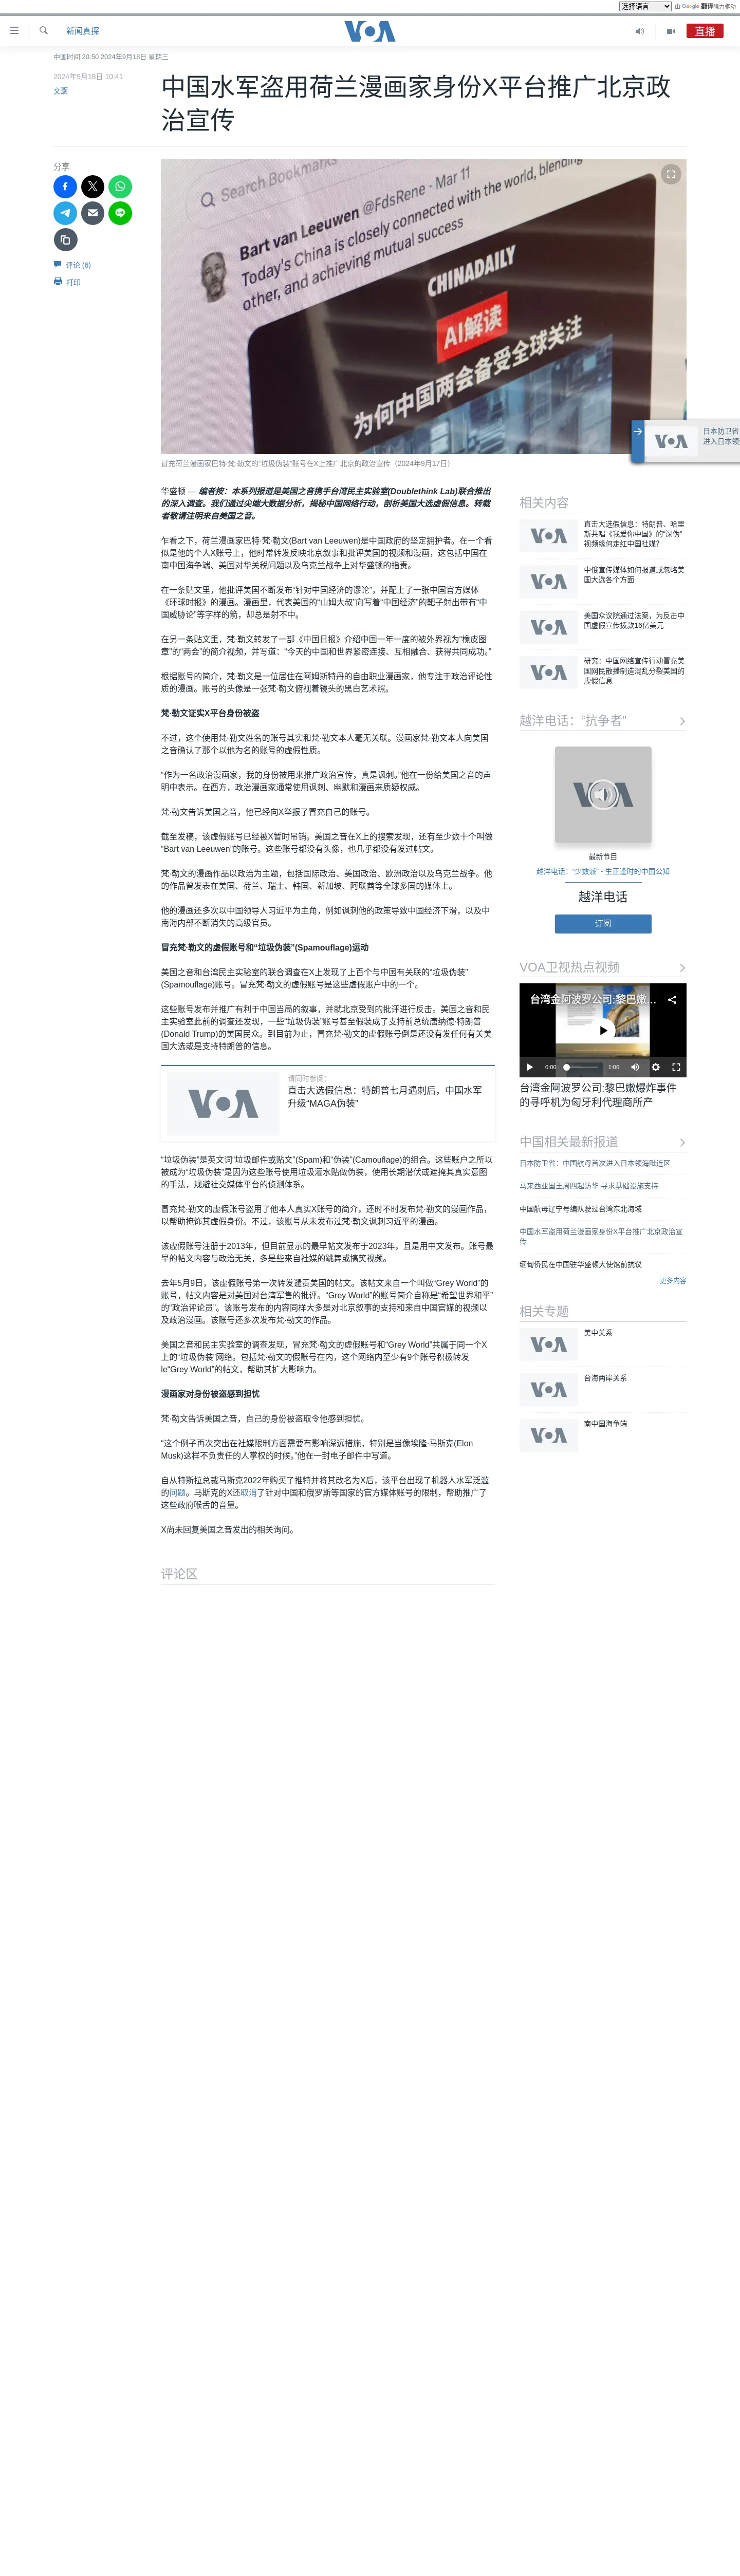 选择语言
由 Google 翻译强力驱动
新闻真探
VOA
直播
中国时间 20:50 2024年9月18日 星期三
2024年9月18日 10:41
文灏
中国水军盗用荷兰漫画家身份X平台推广北京政
治宣传
分享
评论 (6)
打印
Search Bookmarks
Bart van Leeuwen @FdsRene · Mar 11
Today's China is closely connected with the world, blending
other, and achieving mutual success.
CHINADAILY
AI解读
为何中国两会备受全球关注
冒充荷兰漫画家巴特·梵·勒文的“垃圾伪装”账号在X上推广北京的政治宣传（2024年9月17日）
日本防卫省
进入日本领
华盛顿 — 编者按：本系列报道是美国之音携手台湾民主实验室(Doublethink Lab)联合推出
的深入调查。我们通过尖端大数据分析，揭秘中国网络行动，剖析美国大选虚假信息。转载
者敬请注明来自美国之音。
乍看之下，荷兰漫画家巴特·梵·勒文(Bart van Leeuwen)是中国政府的坚定拥护者。在一个看
似是他的个人X账号上，他时常转发反映北京叙事和批评美国的视频和漫画，这包括中国在
南中国海争端、美国对华关税问题以及乌克兰战争上对华盛顿的指责。
在一条贴文里，他批评美国不断发布“针对中国经济的谬论”，并配上了一张中国官方媒体
《环球时报》的漫画。漫画里，代表美国的“山姆大叔”向写着“中国经济”的靶子射出带有“中
国威胁论”等字样的箭，却总是射不中。
在另一条贴文里，梵·勒文转发了一部《中国日报》介绍中国一年一度的被外界视为“橡皮图
章”的“两会”的简介视频，并写道：“今天的中国和世界紧密连接、互相融合、获得共同成功。”
根据账号的简介，梵·勒文是一位居住在阿姆斯特丹的自由职业漫画家，他专注于政治评论性
质的漫画。账号的头像是一张梵·勒文俯视着镜头的黑白艺术照。
梵·勒文证实X平台身份被盗
不过，这个使用梵·勒文姓名的账号其实和梵·勒文本人毫无关联。漫画家梵·勒文本人向美国
之音确认了那个以他为名的账号的虚假性质。
“作为一名政治漫画家，我的身份被用来推广政治宣传，真是讽刺。”他在一份给美国之音的声
明中表示。在西方，政治漫画家通常使用讽刺、幽默和漫画来质疑权威。
梵·勒文告诉美国之音，他已经向X举报了冒充自己的账号。
截至发稿，该虚假账号已经被X暂时吊销。美国之音在X上的搜索发现，还有至少数十个叫做
“Bart van Leeuwen”的账号。这些账号都没有头像，也几乎都没有发过帖文。
梵·勒文的漫画作品以政治为主题，包括国际政治、美国政治、欧洲政治以及乌克兰战争。他
的作品曾发表在美国、荷兰、瑞士、韩国、新加坡、阿联酋等全球多国的媒体上。
他的漫画还多次以中国领导人习近平为主角，例如讽刺他的政策导致中国经济下滑，以及中
南海内部不断消失的高级官员。
冒充梵·勒文的虚假账号和“垃圾伪装”(Spamouflage)运动
美国之音和台湾民主实验室的联合调查在X上发现了上百个与中国有关联的“垃圾伪装”
(Spamouflage)账号。冒充梵·勒文的虚假账号是这些虚假账户中的一个。
这些账号发布并推广有利于中国当局的叙事，并就北京受到的批评进行反击。美国之音和民
主实验室此前的调查还发现，一些“垃圾伪装”账号甚至假装成了支持前总统唐纳德·特朗普
(Donald Trump)的美国民众。到目前为止，冒充梵·勒文的虚假账号倒是还没有发任何有关美
国大选或是支持特朗普的信息。
请同时参阅：
直击大选假信息：特朗普七月遇刺后，中国水军
升级“MAGA伪装”
“垃圾伪装”是英文词“垃圾邮件或贴文”(Spam)和“伪装”(Camouflage)的组合。这些账户之所以
被成为“垃圾伪装”是因为这些账号使用垃圾灌水贴做伪装，使用长期潜伏或遮掩其真实意图
的手法，规避社交媒体平台的侦测体系。
冒充梵·勒文的虚假账号盗用了他本人真实X账号的简介，还时不时发布梵·勒文的漫画作品，
以帮助掩饰其虚假身份。不过，该账号从未发布过梵·勒文讽刺习近平的漫画。
该虚假账号注册于2013年，但目前显示的最早帖文发布于2023年，且是用中文发布。账号最
早的帖文内容与政治无关，多是一些来自社媒的跳舞或搞笑视频。
去年5月9日，该虚假账号第一次转发谴责美国的帖文。该帖文来自一个叫做“Grey World”的
账号，帖文内容是对美国对台湾军售的批评。“Grey World”的账号简介自称是“希望世界和平”
的“政治评论员”。该账号发布的内容同样大多是对北京叙事的支持和来自中国官媒的视频以
及政治漫画。该账号还多次发布梵·勒文的作品。
美国之音和民主实验室的调查发现，冒充梵·勒文的虚假账号和“Grey World”共属于同一个X
上的“垃圾伪装”网络。包括梵·勒文的假账号在内，这个网络内至少有9个账号积极转发
le“Grey World”的帖文，帮助其扩大影响力。
漫画家对身份被盗感到担忧
梵·勒文告诉美国之音，自己的身份被盗取令他感到担忧。
“这个例子再次突出在社媒限制方面需要有影响深远措施，特别是当像埃隆·马斯克(Elon
Musk)这样不负责任的人掌权的时候。”他在一封电子邮件中写道。
自从特斯拉总裁马斯克2022年购买了推特并将其改名为X后，该平台出现了机器人水军泛滥
的问题。马斯克的X还取消了针对中国和俄罗斯等国家的官方媒体账号的限制，帮助推广了
这些政府喉舌的音量。
X尚未回复美国之音发出的相关询问。
评论区
相关内容
直击大选假信息：特朗普、哈里
斯共唱《我爱你中国》的“深伪”
视频缘何走红中国社媒？
中俄宣传媒体如何报道或忽略美
国大选各个方面
美国众议院通过法案，为反击中
国虚假宣传拨款16亿美元
研究：中国网络宣传行动冒充美
国网民散播制造混乱分裂美国的
虚假信息
越洋电话：“抗争者”
最新节目
越洋电话：“少数派” - 生正逢时的中国公知
越洋电话
订阅
VOA卫视热点视频
台湾金阿波罗公司:黎巴嫩…
0:00
1:06
台湾金阿波罗公司:黎巴嫩爆炸事件
的寻呼机为匈牙利代理商所产
中国相关最新报道
日本防卫省：中国航母首次进入日本领海毗连区
马来西亚国王周四起访华 寻求基础设施支持
中国航母辽宁号编队驶过台湾东北海域
中国水军盗用荷兰漫画家身份X平台推广北京政治宣
传
缅甸侨民在中国驻华盛顿大使馆前抗议
更多内容
相关专题
美中关系
台海两岸关系
南中国海争端